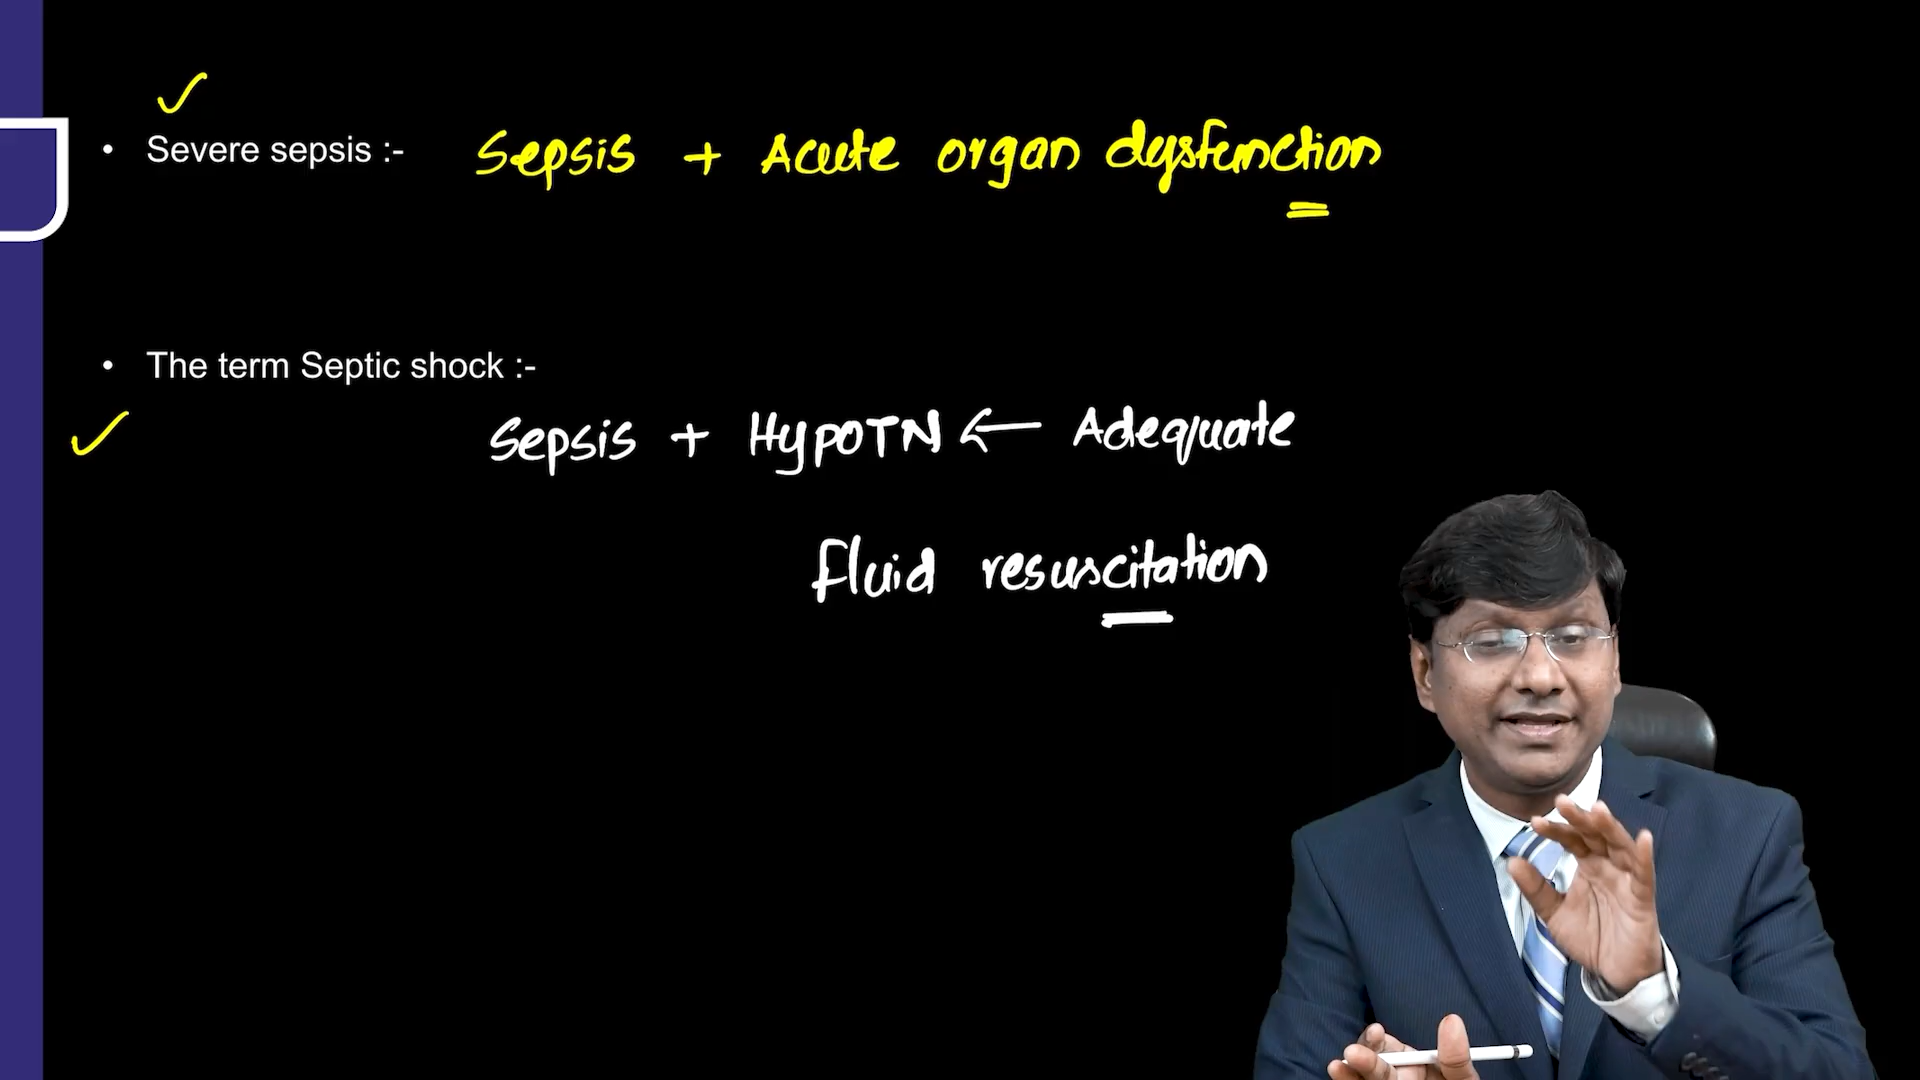 • Severe sepsis :- Sepsis + Acute organ dysfunction
• The term Septic shock :-
Sepsis + HypoTN ← Adequate
fluid resuscitation